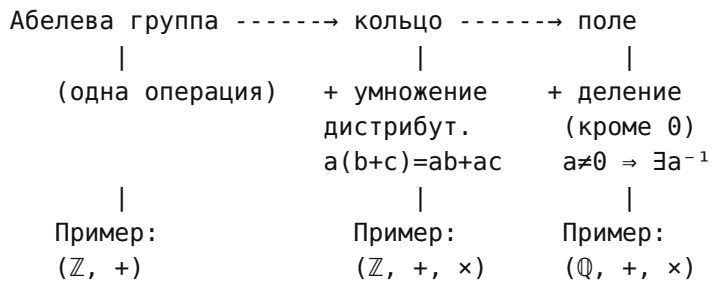 Абелева группа ------→ кольцо ------→ поле
| | |
(одна операция) + умножение + деление
дистрибут. (кроме 0)
a(b+c)=ab+ac a≠0 ⇒ ∃a⁻¹
| | |
Пример: Пример: Пример:
(ℤ, +) (ℤ, +, ×) (ℚ, +, ×)